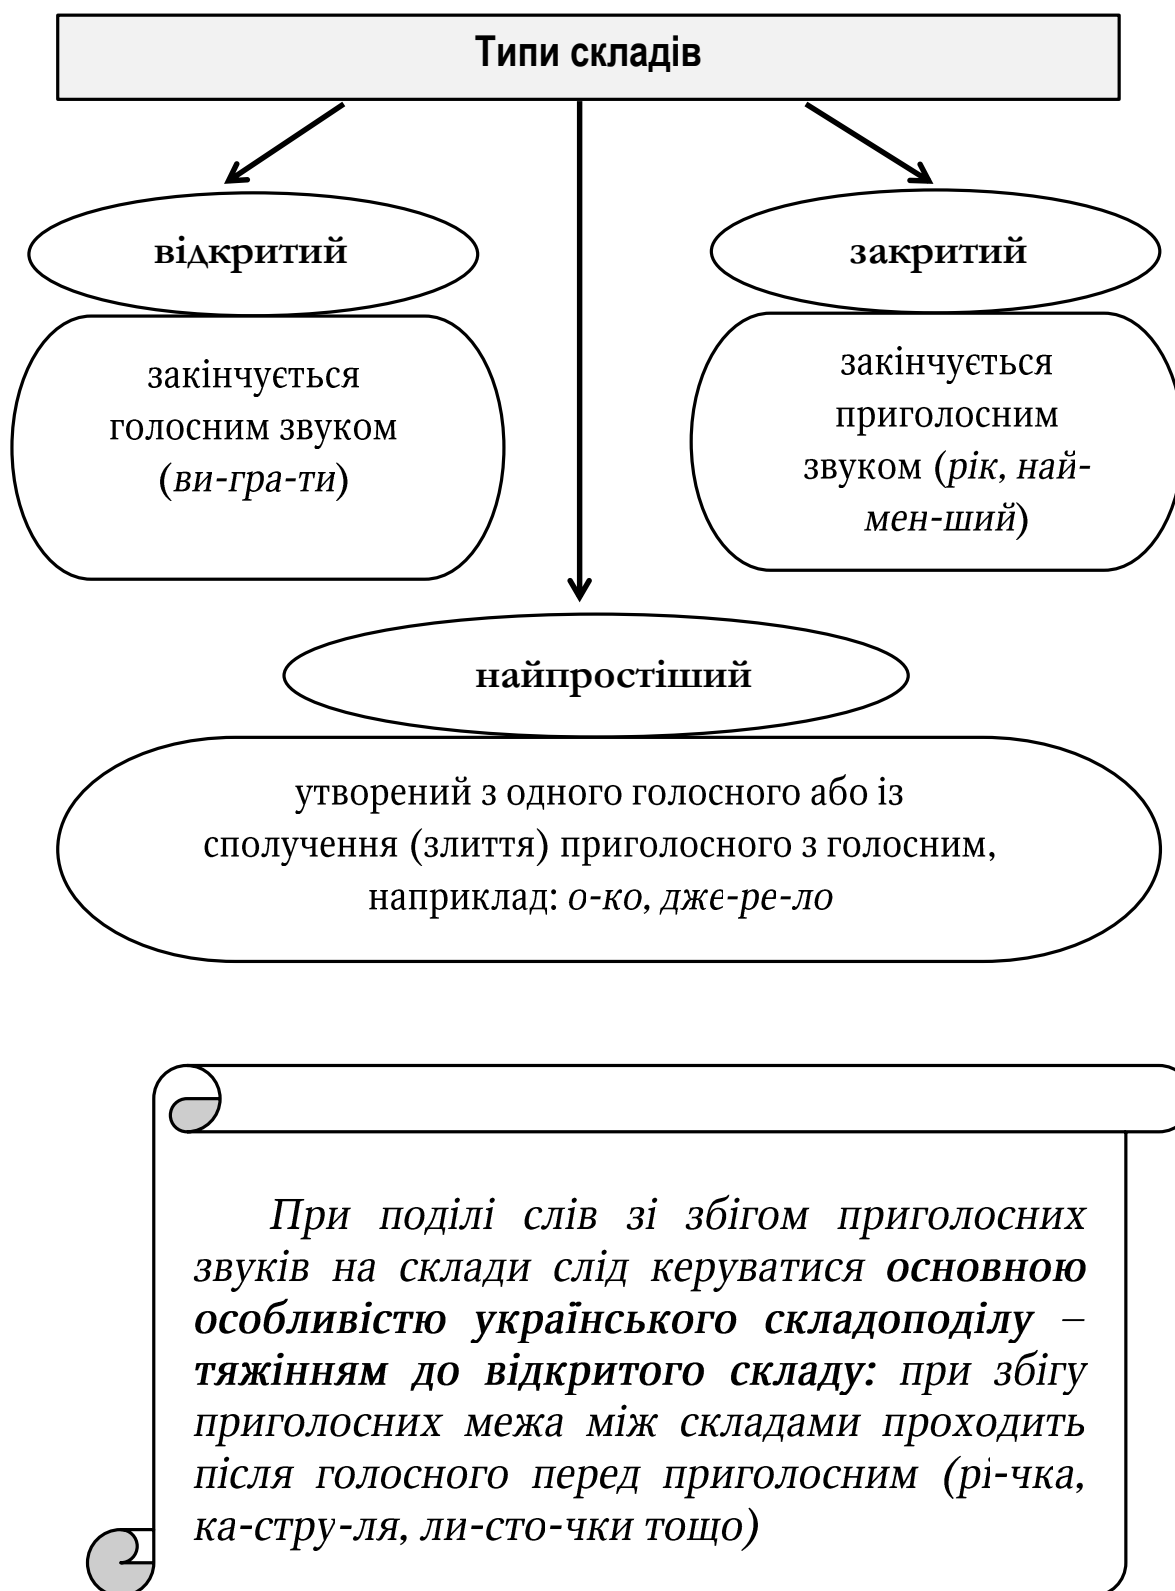 Типи складів
відкритий
закінчується
голосним звуком
(ви-гра-ти)
закритий
закінчується
приголосним
звуком (рік, най-
мен-ший)
найпростіший
утворений з одного голосного або із
сполучення (злиття) приголосного з голосним,
наприклад: о-ко, дже-ре-ло
При поділі слів зі збігом приголосних
звуків на склади слід керуватися основною
особливістю українського складоподілу –
тяжінням до відкритого складу: при збігу
приголосних межа між складами проходить
після голосного перед приголосним (рі-чка,
ка-стру-ля, ли-сто-чки тощо)